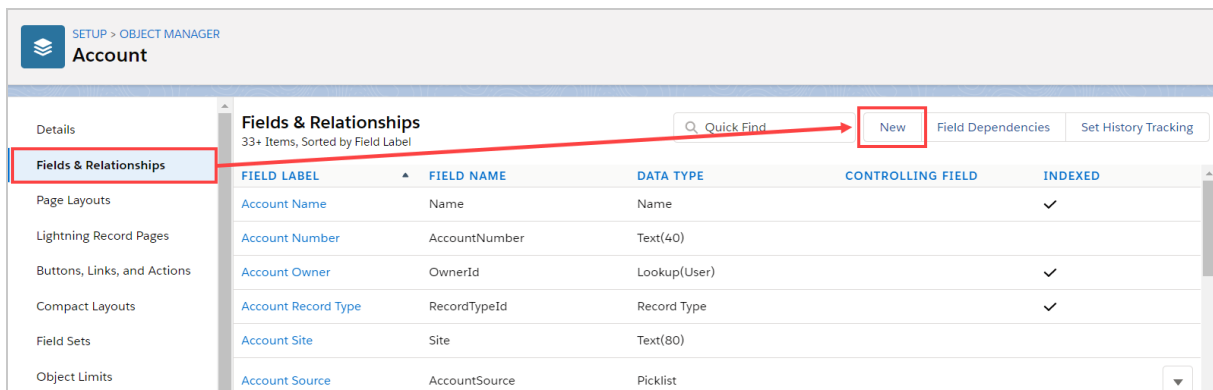 SETUP > OBJECT MANAGER
Account
Details
Fields & Relationships
Page Layouts
Lightning Record Pages
Buttons, Links, and Actions
Compact Layouts
Field Sets
Object Limits
Fields & Relationships
33+ Items, Sorted by Field Label
Quick Find
New
Field Dependencies
Set History Tracking
FIELD LABEL FIELD NAME DATA TYPE CONTROLLING FIELD INDEXED
Account Name Name Name
Account Number AccountNumber Text(40)
Account Owner OwnerId Lookup(User)
Account Record Type RecordTypeId Record Type
Account Site Site Text(80)
Account Source AccountSource Picklist